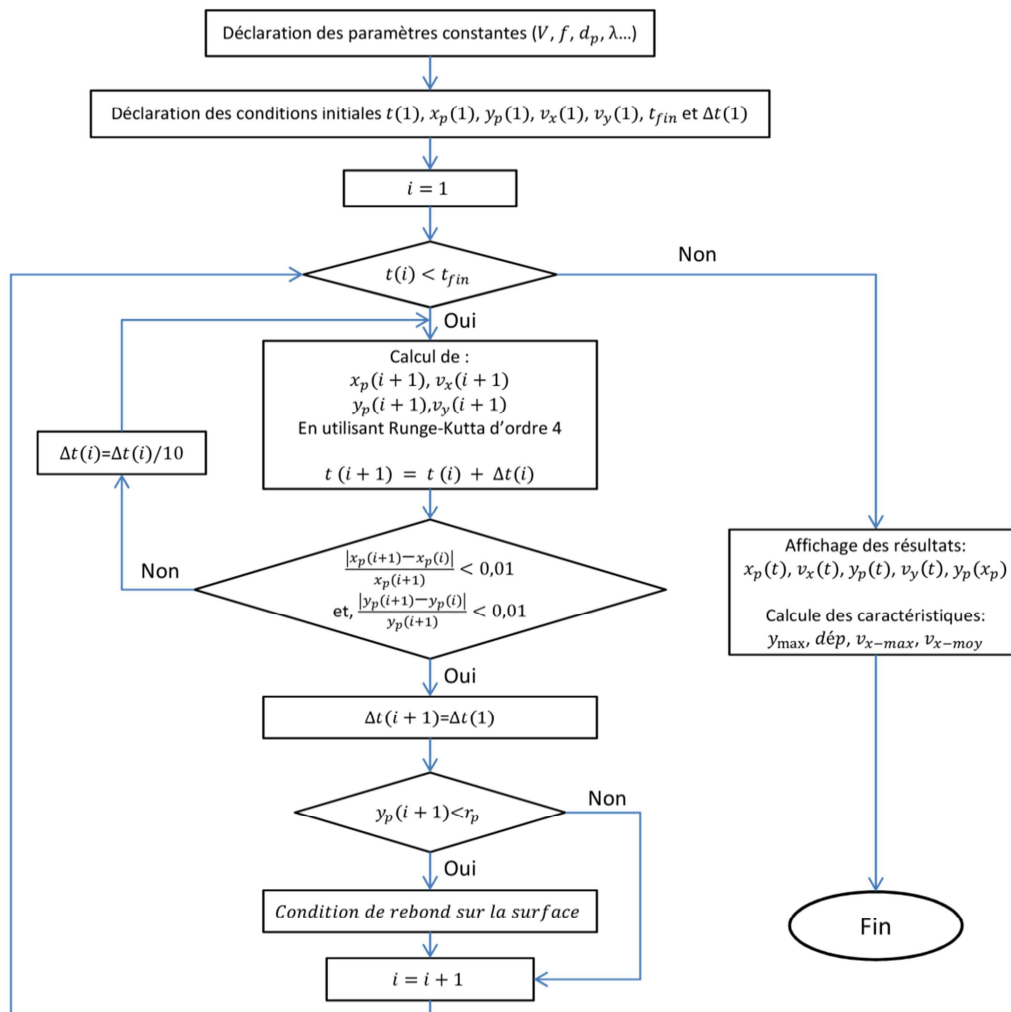 Déclaration des paramètres constantes (V, f, d_p, λ...)
Déclaration des conditions initiales t(1), x_p(1), y_p(1), v_x(1), v_y(1), t_fin et Δt(1)
i = 1
t(i) < t_fin
Non
Oui
Calcul de :
x_p(i + 1), v_x(i + 1)
y_p(i + 1),v_y(i + 1)
En utilisant Runge-Kutta d'ordre 4
t (i + 1) = t (i) + Δt(i)
Δt(i)=Δt(i)/10
Non
|x_p(i+1)−x_p(i)| / x_p(i+1) < 0,01
et, |y_p(i+1)−y_p(i)| / y_p(i+1) < 0,01
Oui
Δt(i + 1)=Δt(1)
y_p(i + 1)<r_p
Non
Oui
Condition de rebond sur la surface
i = i + 1
Affichage des résultats:
x_p(t), v_x(t), y_p(t), v_y(t), y_p(x_p)
Calcule des caractéristiques:
y_max, dép, v_x−max, v_x−moy
Fin